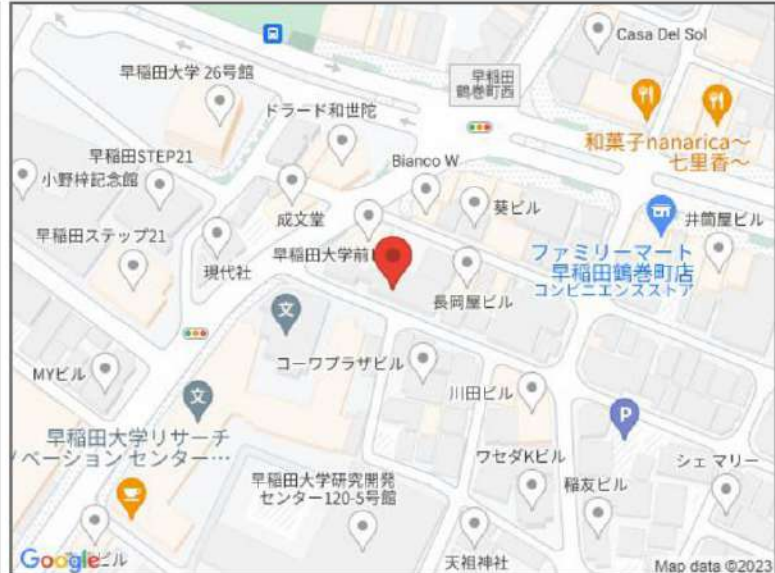 Casa Del Sol
早稲田
鶴巻町西
早稲田大学 26号館
ドラード和世陀
和菓子nanarica～
七里香～
早稲田STEP21
小野梓記念館
Bianco W
成文堂
葵ビル
井筒屋ビル
早稲田ステップ21
現代社
早稲田大学前
ファミリーマート
早稲田鶴巻町店
コンビニエンスストア
長岡屋ビル
コーワプラザビル
MYビル
川田ビル
P
早稲田大学リサーチ
ノベーション センター…
ワセダKビル
シェ マリー
早稲田大学研究開発
センター120-5号館
稲友ビル
Google
ビル
天祖神社
Map data ©2023